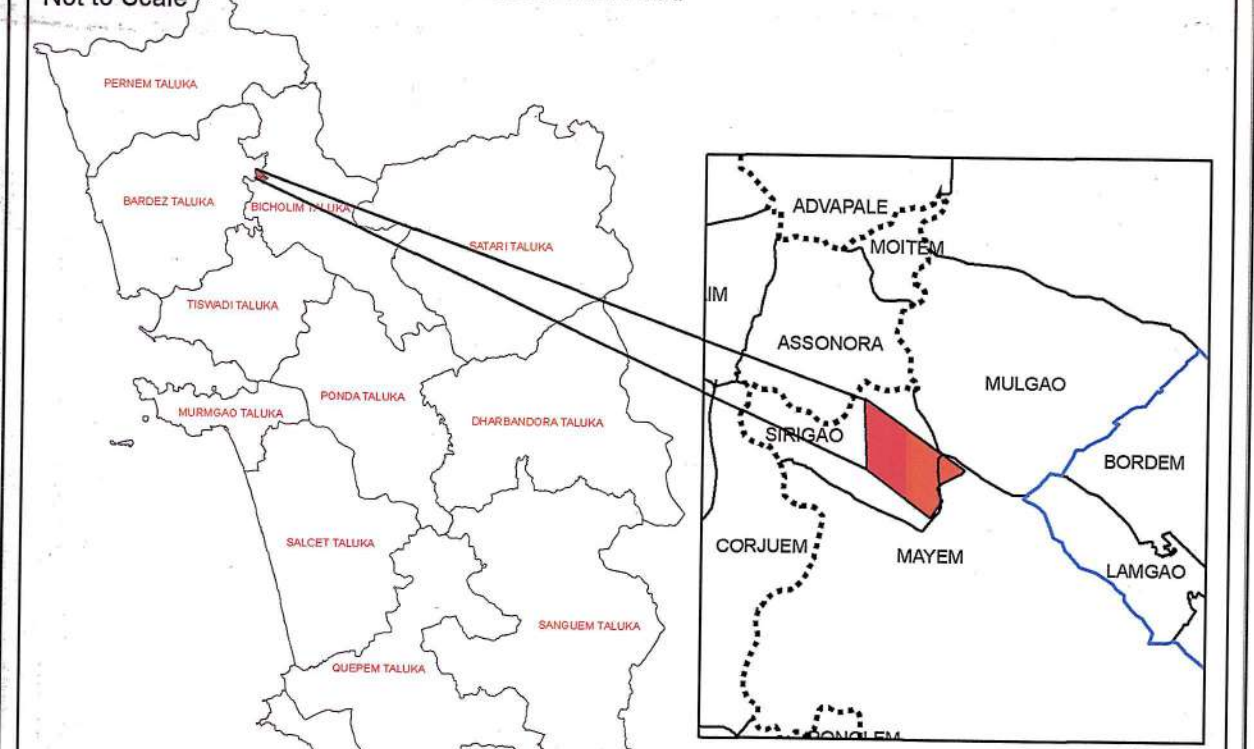 Not to Scale
PERNEM TALUKA
BARDEZ TALUKA
BICHOLIM TALUKA
SATARI TALUKA
TISWADI TALUKA
PONDA TALUKA
MURMGAO TALUKA
DHARBANDORA TALUKA
SALCET TALUKA
SANGUEM TALUKA
QUEPEM TALUKA
ADVAPALE
MOITEM
ASSONORA
MULGAO
SIRIGAO
BORDEM
CORJUEM
MAYEM
LAMGAO